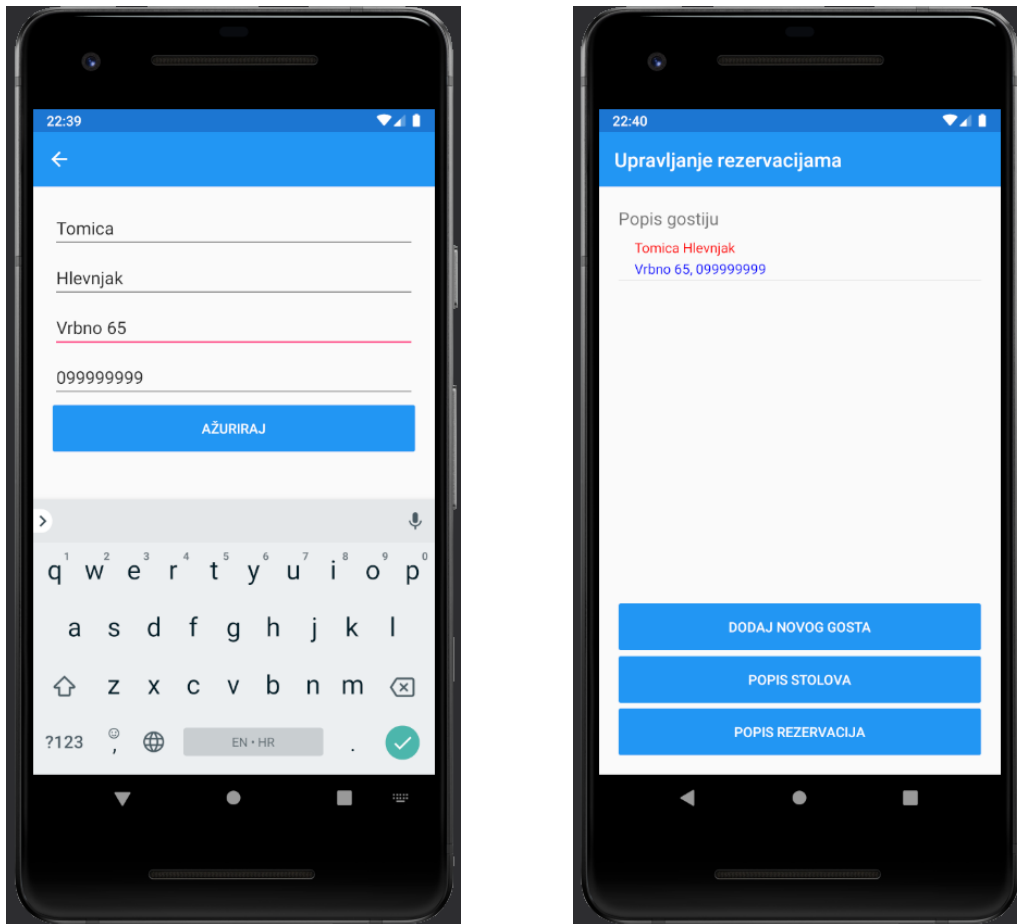 22:39
Tomica
Hlevnjak
Vrbno 65
099999999
AŽURIRAJ
1 2 3 4 5 6 7 8 9 0
q w e r t y u i o p
a s d f g h j k l
z x c v b n m
?123 , EN • HR .
22:40
Upravljanje rezervacijama
Popis gostiju
Tomica Hlevnjak
Vrbno 65, 099999999
DODAJ NOVOG GOSTA
POPIS STOLOVA
POPIS REZERVACIJA